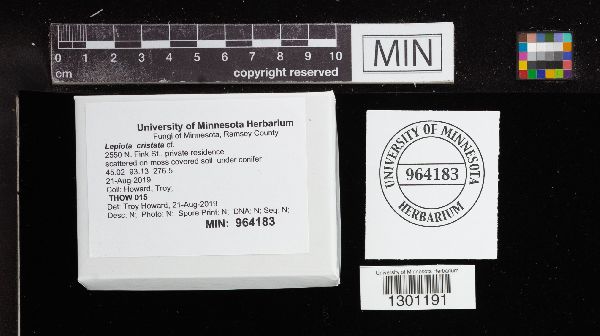 0 1 2 3 4 5 6 7 8 9 10
cm
copyright reserved
MIN
University of Minnesota Herbarium
Fungi of Minnesota, Ramsey County
Lepiota cristata cf.
2550 N. Fink St., private residence
scattered on moss covered soil under conifer
45.02 -93.13 276.5
21-Aug 2019
Coll: Howard, Troy;
THOW 015
Det: Troy Howard, 21-Aug-2019
Desc: N; Photo: N; Spore Print: N; DNA: N; Seq: N;
MIN: 964183
UNIVERSITY OF MINNESOTA
964183
HERBARIUM
University of Minnesota Herbarium
1301191